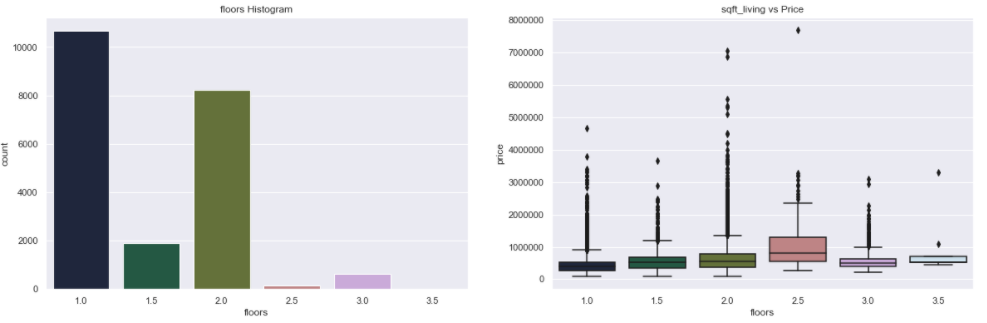 floors Histogram
10000
8000
6000
4000
2000
0
count
1.0 1.5 2.0 2.5 3.0 3.5
floors
sqft_living vs Price
8000000
7000000
6000000
5000000
4000000
3000000
2000000
1000000
0
price
1.0 1.5 2.0 2.5 3.0 3.5
floors